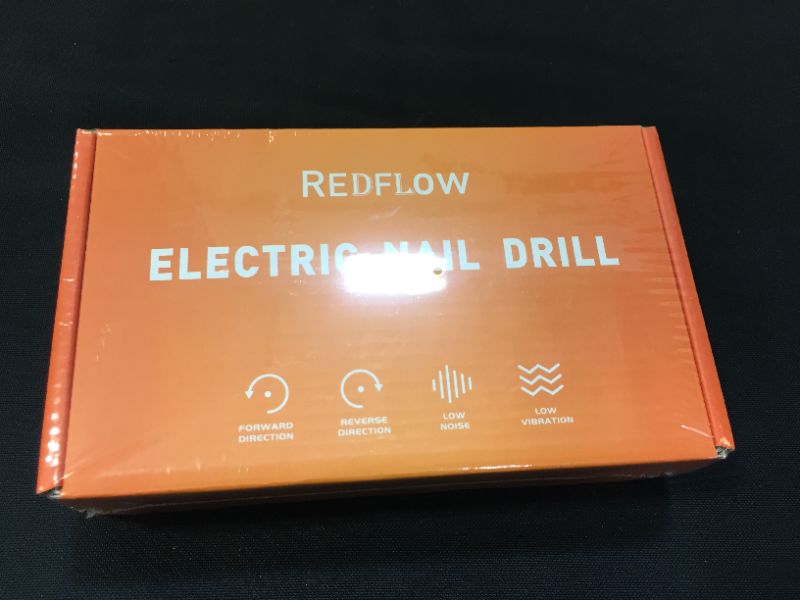 REDFLOW
ELECTRIC NAIL DRILL
FORWARD
DIRECTION
REVERSE
DIRECTION
LOW
NOISE
LOW
VIBRATION